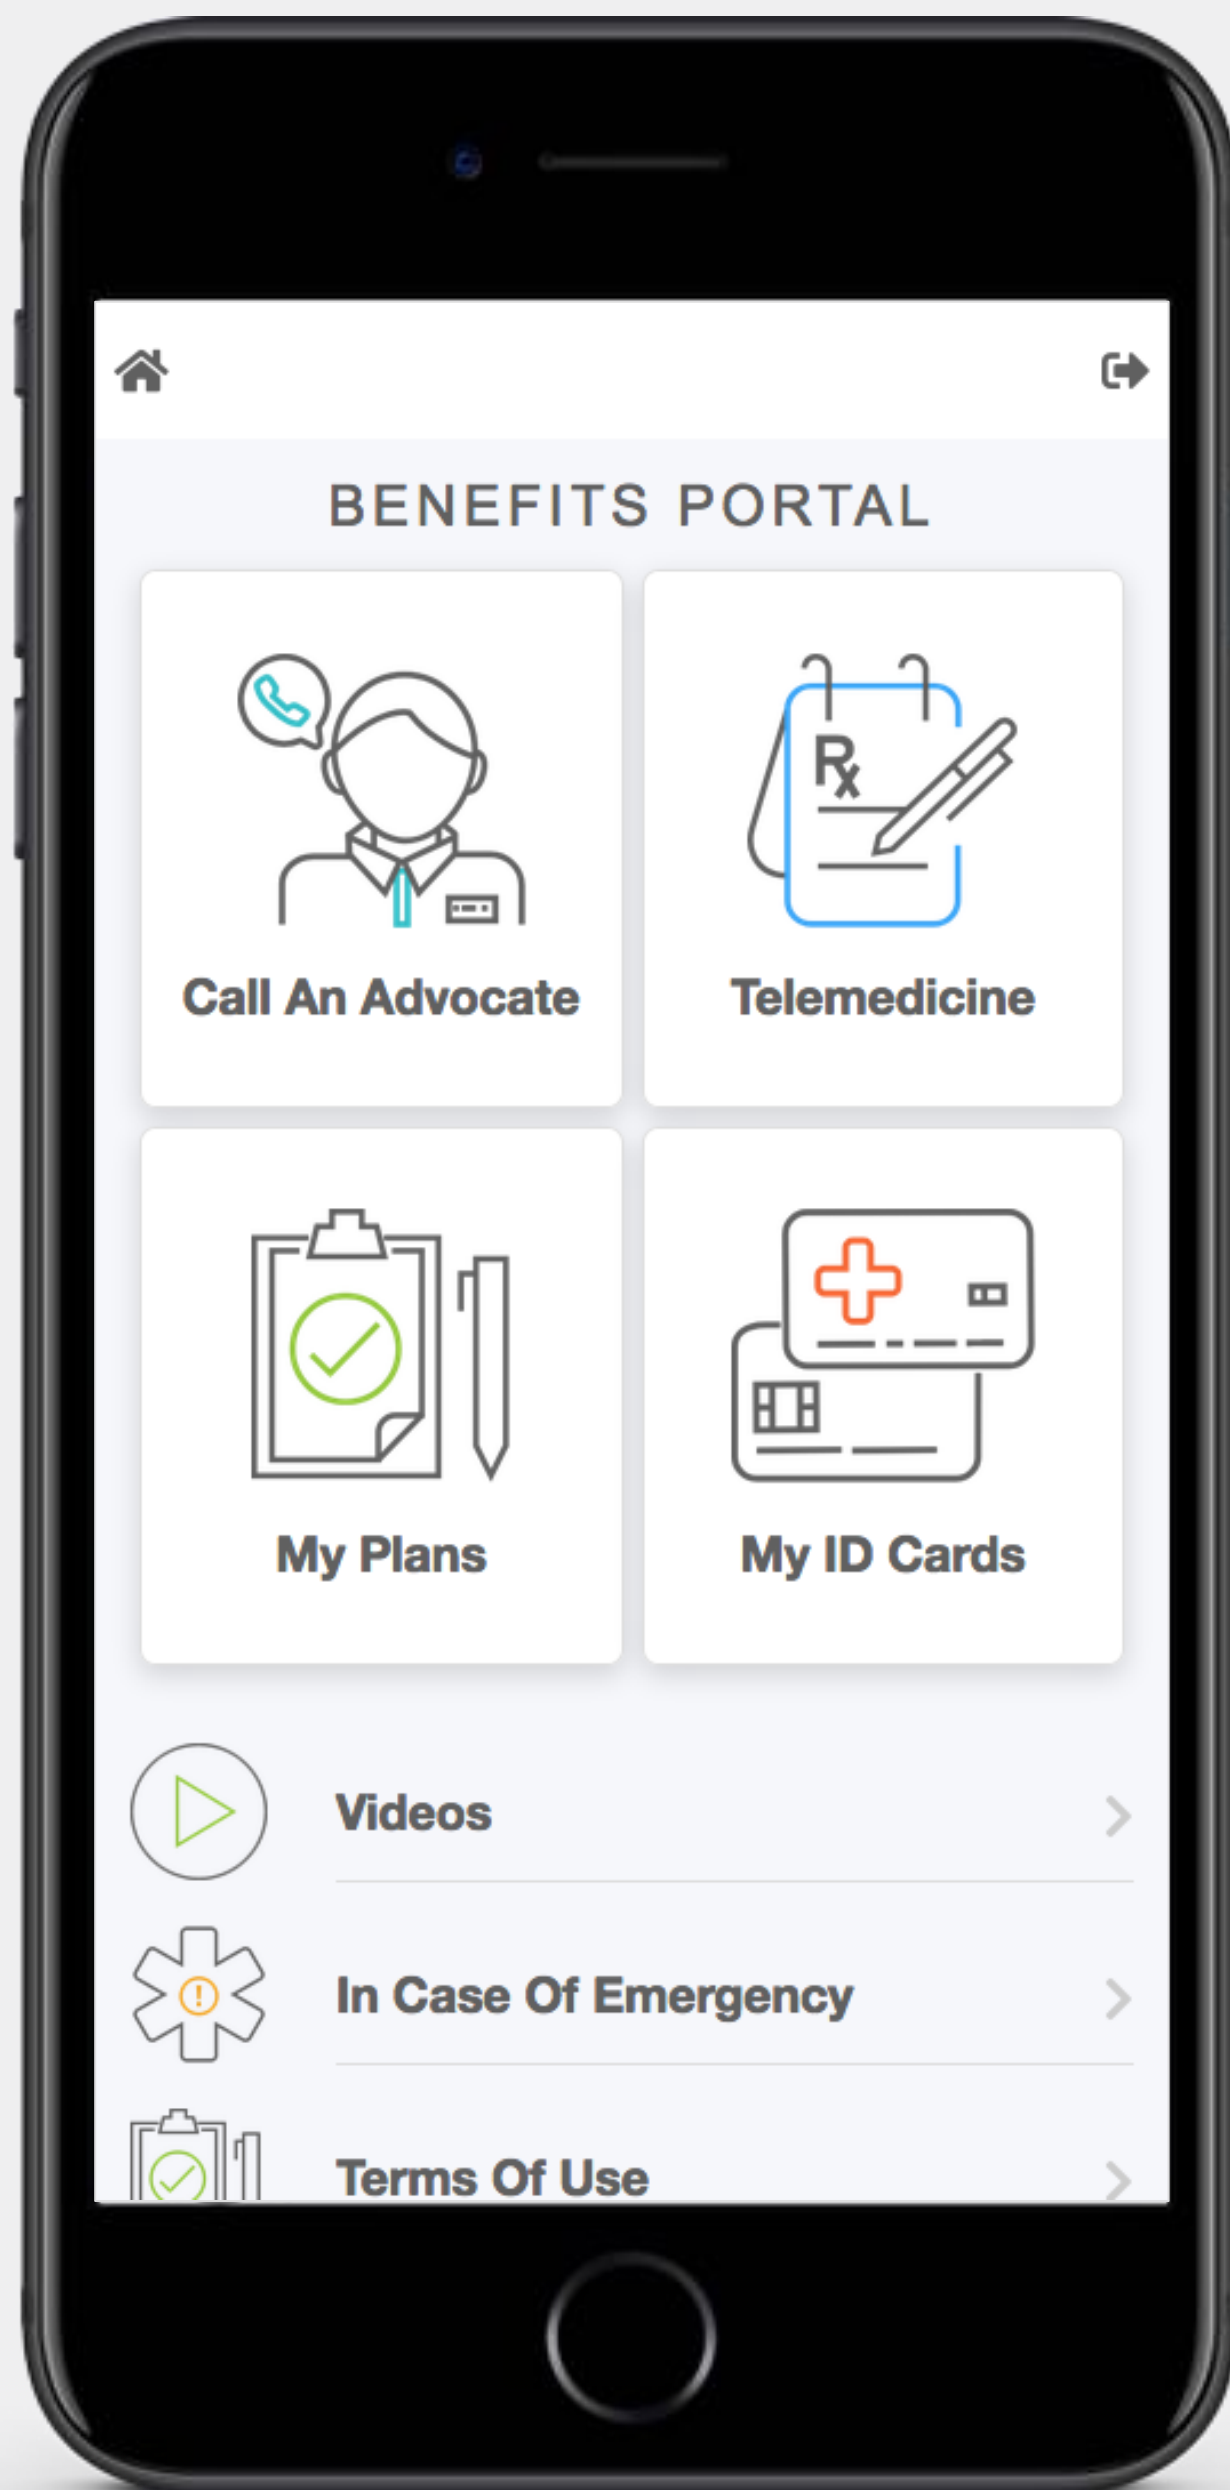 BENEFITS PORTAL
Call An Advocate
Telemedicine
Rx
My Plans
My ID Cards
Videos
In Case Of Emergency
Terms Of Use